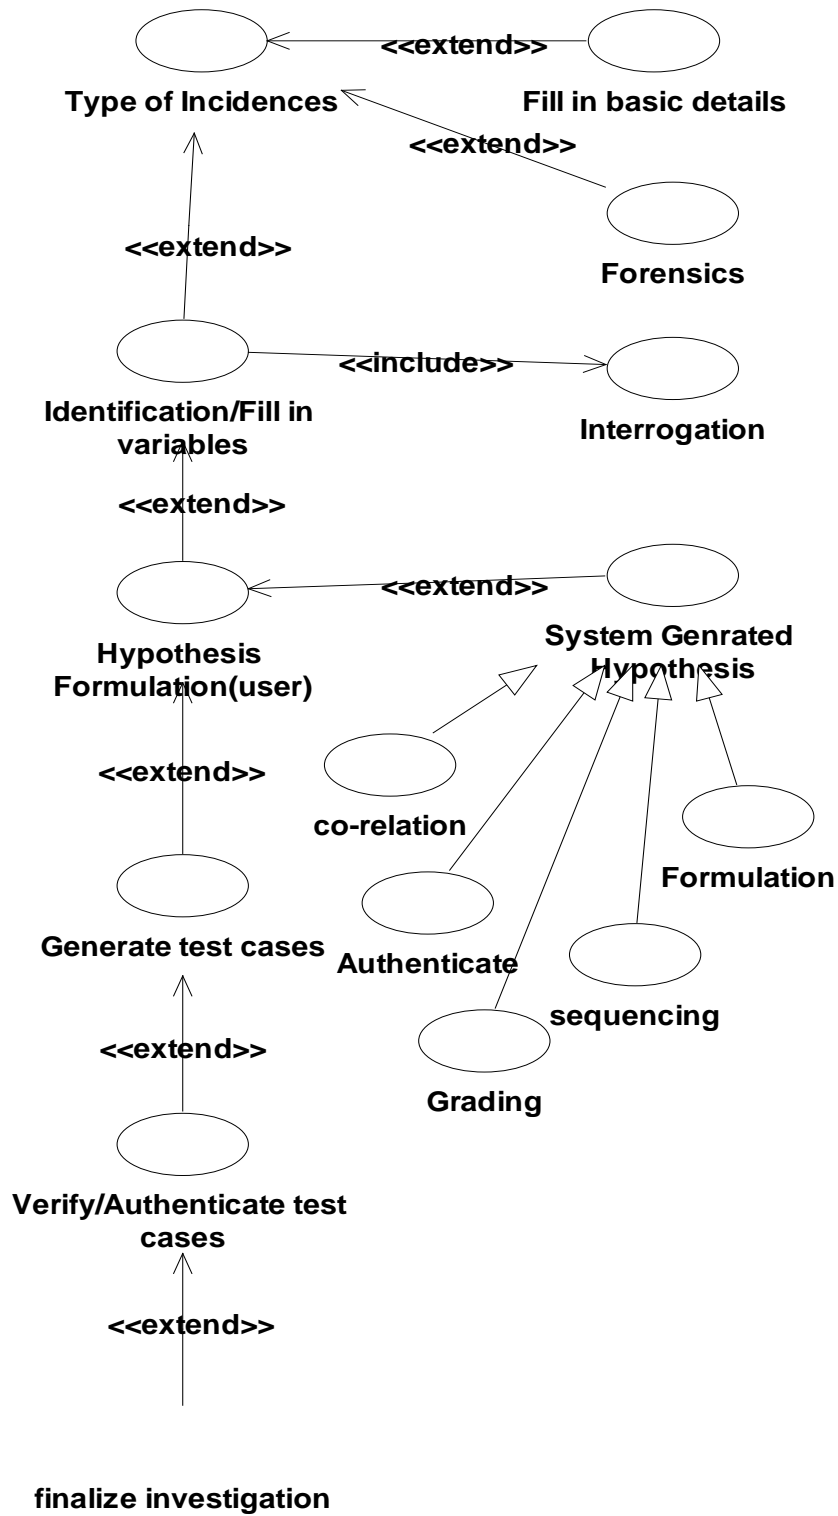 <<extend>>
Type of Incidences
Fill in basic details
<<extend>>
<<extend>>
Forensics
<<include>>
Identification/Fill in
variables
Interrogation
<<extend>>
<<extend>>
System Genrated
Hypothesis
Hypothesis
Formulation(user)
<<extend>>
co-relation
Formulation
Generate test cases
Authenticate
sequencing
<<extend>>
Grading
Verify/Authenticate test
cases
<<extend>>
finalize investigation